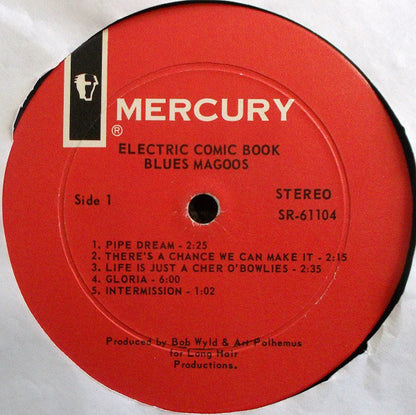 MERCURY
®
ELECTRIC COMIC BOOK
BLUES MAGOOS
Side 1
STEREO
SR-61104
1. PIPE DREAM - 2:25
2. THERE'S A CHANCE WE CAN MAKE IT - 2:15
3. LIFE IS JUST A CHER O'BOWLIES - 2:35
4. GLORIA - 6:00
5. INTERMISSION - 1:02
Produced by Bob Wyld & Art Polhemus
for Long Hair
Productions.